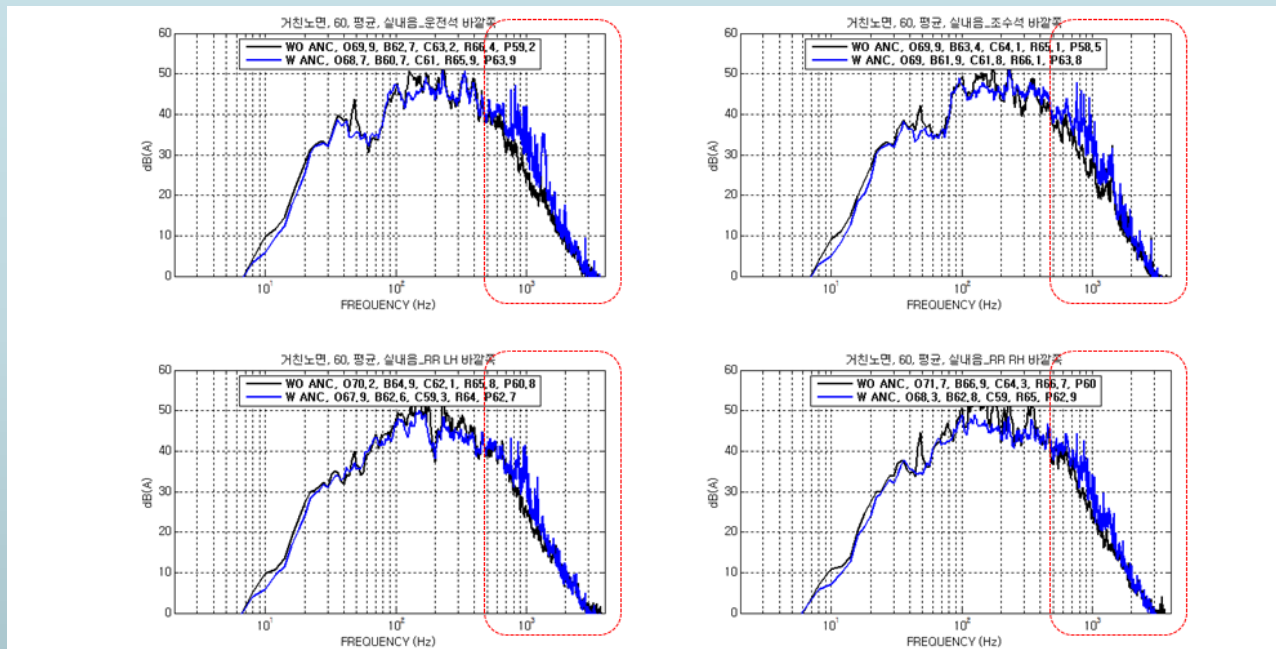 거친노면, 60, 평균, 실내음_운전석 바깥쪽
WO ANC, O69,9, B62,7, C63,2, R66,4, P59,2
W ANC, O68,7, B60,7, C61, R65,9, P63,9
60
50
40
30
20
10
0
dB(A)
10¹ 10² 10³
FREQUENCY (Hz)
거친노면, 60, 평균, 실내음_조수석 바깥쪽
WO ANC, O69,9, B63,4, C64,1, R65,1, P58,5
W ANC, O69, B61,9, C61,8, R66,1, P63,8
60
50
40
30
20
10
0
dB(A)
10¹ 10² 10³
FREQUENCY (Hz)
거친노면, 60, 평균, 실내음_RR LH 바깥쪽
WO ANC, O70,2, B64,9, C62,1, R65,8, P60,8
W ANC, O67,9, B62,6, C59,3, R64, P62,7
60
50
40
30
20
10
0
dB(A)
10¹ 10² 10³
FREQUENCY (Hz)
거친노면, 60, 평균, 실내음_RR RH 바깥쪽
WO ANC, O71,7, B66,9, C64,3, R66,7, P60
W ANC, O68,3, B62,8, C59, R65, P62,9
60
50
40
30
20
10
0
dB(A)
10¹ 10² 10³
FREQUENCY (Hz)